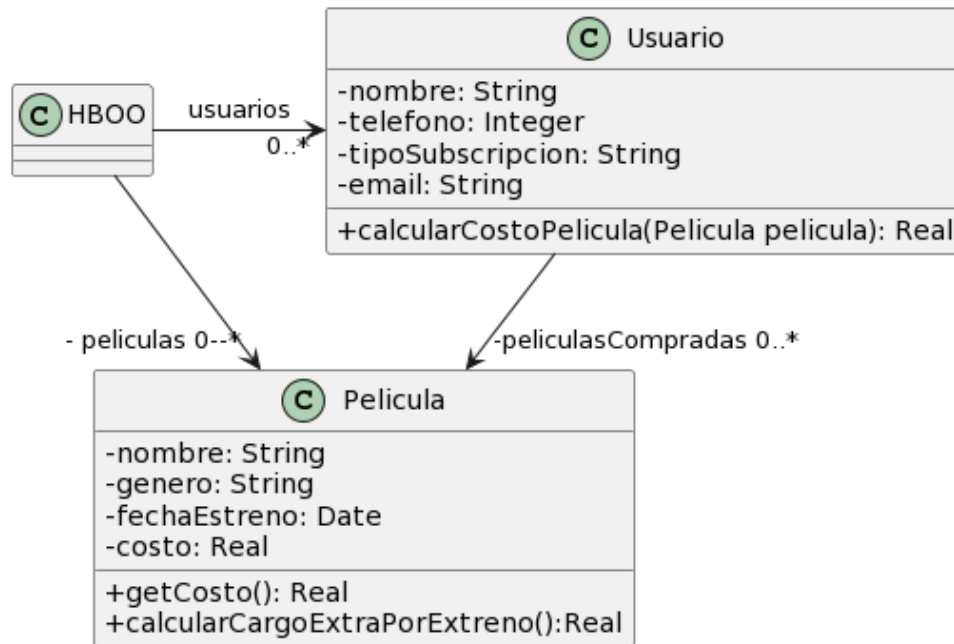 C Usuario
-nombre: String
-telefono: Integer
-tipoSubscripcion: String
-email: String
+calcularCostoPelicula(Pelicula pelicula): Real
C HBOO
usuarios
0..*
- peliculas 0--*
-peliculasCompradas 0..*
C Pelicula
-nombre: String
-genero: String
-fechaEstreno: Date
-costo: Real
+getCosto(): Real
+calcularCargoExtraPorExtreno():Real